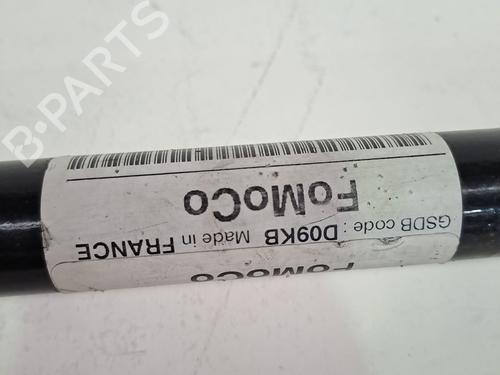 FoMoCo
GSDB code : D09KB Made in FRANCE
FoMoCo
B-PARTS